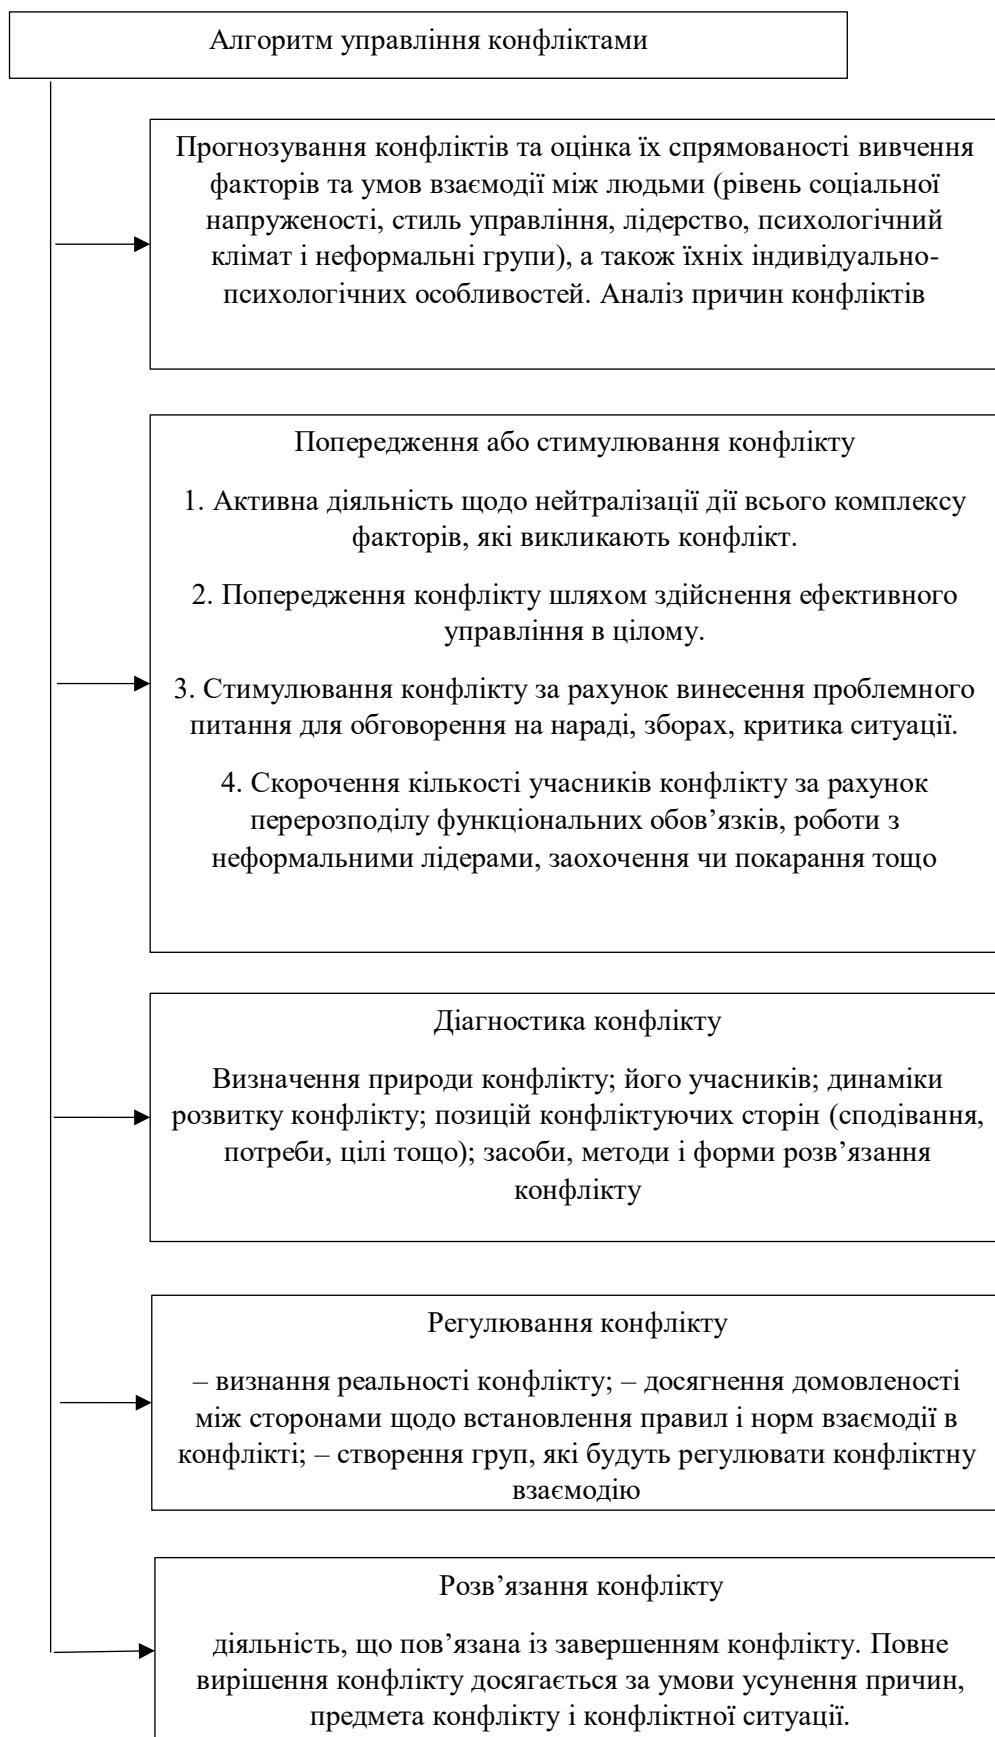 Алгоритм управління конфліктами
Прогнозування конфліктів та оцінка їх спрямованості вивчення
факторів та умов взаємодії між людьми (рівень соціальної
напруженості, стиль управління, лідерство, психологічний
клімат і неформальні групи), а також їхніх індивідуально-
психологічних особливостей. Аналіз причин конфліктів
Попередження або стимулювання конфлікту
1. Активна діяльність щодо нейтралізації дії всього комплексу
факторів, які викликають конфлікт.
2. Попередження конфлікту шляхом здійснення ефективного
управління в цілому.
3. Стимулювання конфлікту за рахунок винесення проблемного
питання для обговорення на нараді, зборах, критика ситуації.
4. Скорочення кількості учасників конфлікту за рахунок
перерозподілу функціональних обов’язків, роботи з
неформальними лідерами, заохочення чи покарання тощо
Діагностика конфлікту
Визначення природи конфлікту; його учасників; динаміки
розвитку конфлікту; позицій конфліктуючих сторін (сподівання,
потреби, цілі тощо); засоби, методи і форми розв’язання
конфлікту
Регулювання конфлікту
– визнання реальності конфлікту; – досягнення домовленості
між сторонами щодо встановлення правил і норм взаємодії в
конфлікті; – створення груп, які будуть регулювати конфліктну
взаємодію
Розв’язання конфлікту
діяльність, що пов’язана із завершенням конфлікту. Повне
вирішення конфлікту досягається за умови усунення причин,
предмета конфлікту і конфліктної ситуації.